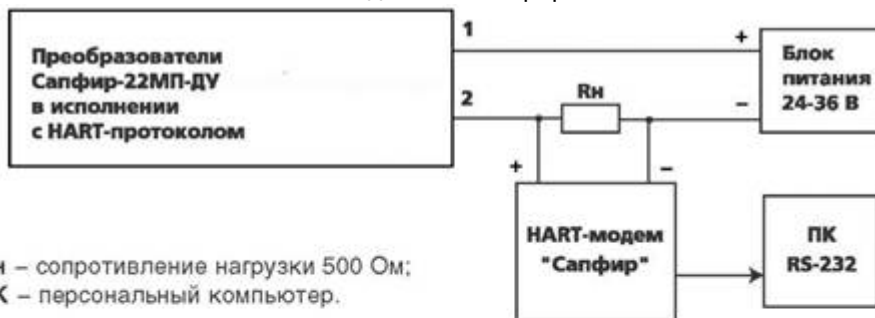 1
+
Преобразователи
Сапфир-22МП-ДУ
в исполнении
с HART-протоколом
Блок
питания
24-36 В
2
Rн
–
+
–
HART-модем
"Сапфир"
ПК
RS-232
н – сопротивление нагрузки 500 Ом;
К – персональный компьютер.